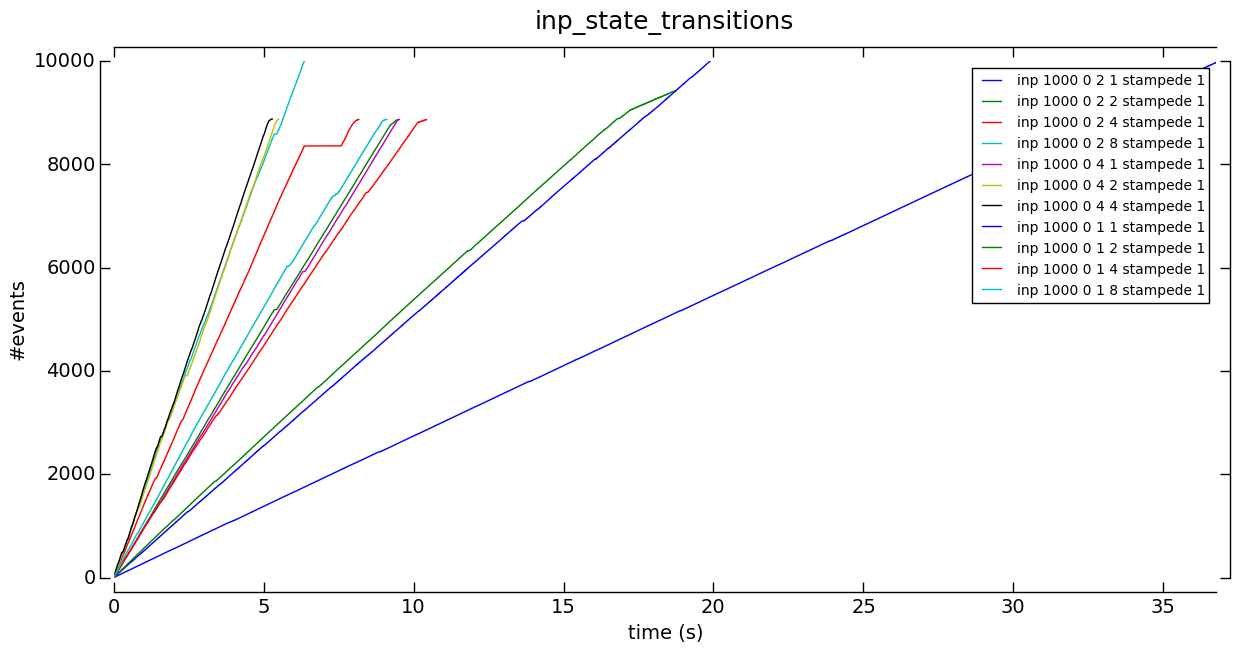 inp_state_transitions
10000
8000
6000
4000
2000
0
#events
inp 1000 0 2 1 stampede 1
inp 1000 0 2 2 stampede 1
inp 1000 0 2 4 stampede 1
inp 1000 0 2 8 stampede 1
inp 1000 0 4 1 stampede 1
inp 1000 0 4 2 stampede 1
inp 1000 0 4 4 stampede 1
inp 1000 0 1 1 stampede 1
inp 1000 0 1 2 stampede 1
inp 1000 0 1 4 stampede 1
inp 1000 0 1 8 stampede 1
0 5 10 15 20 25 30 35
time (s)